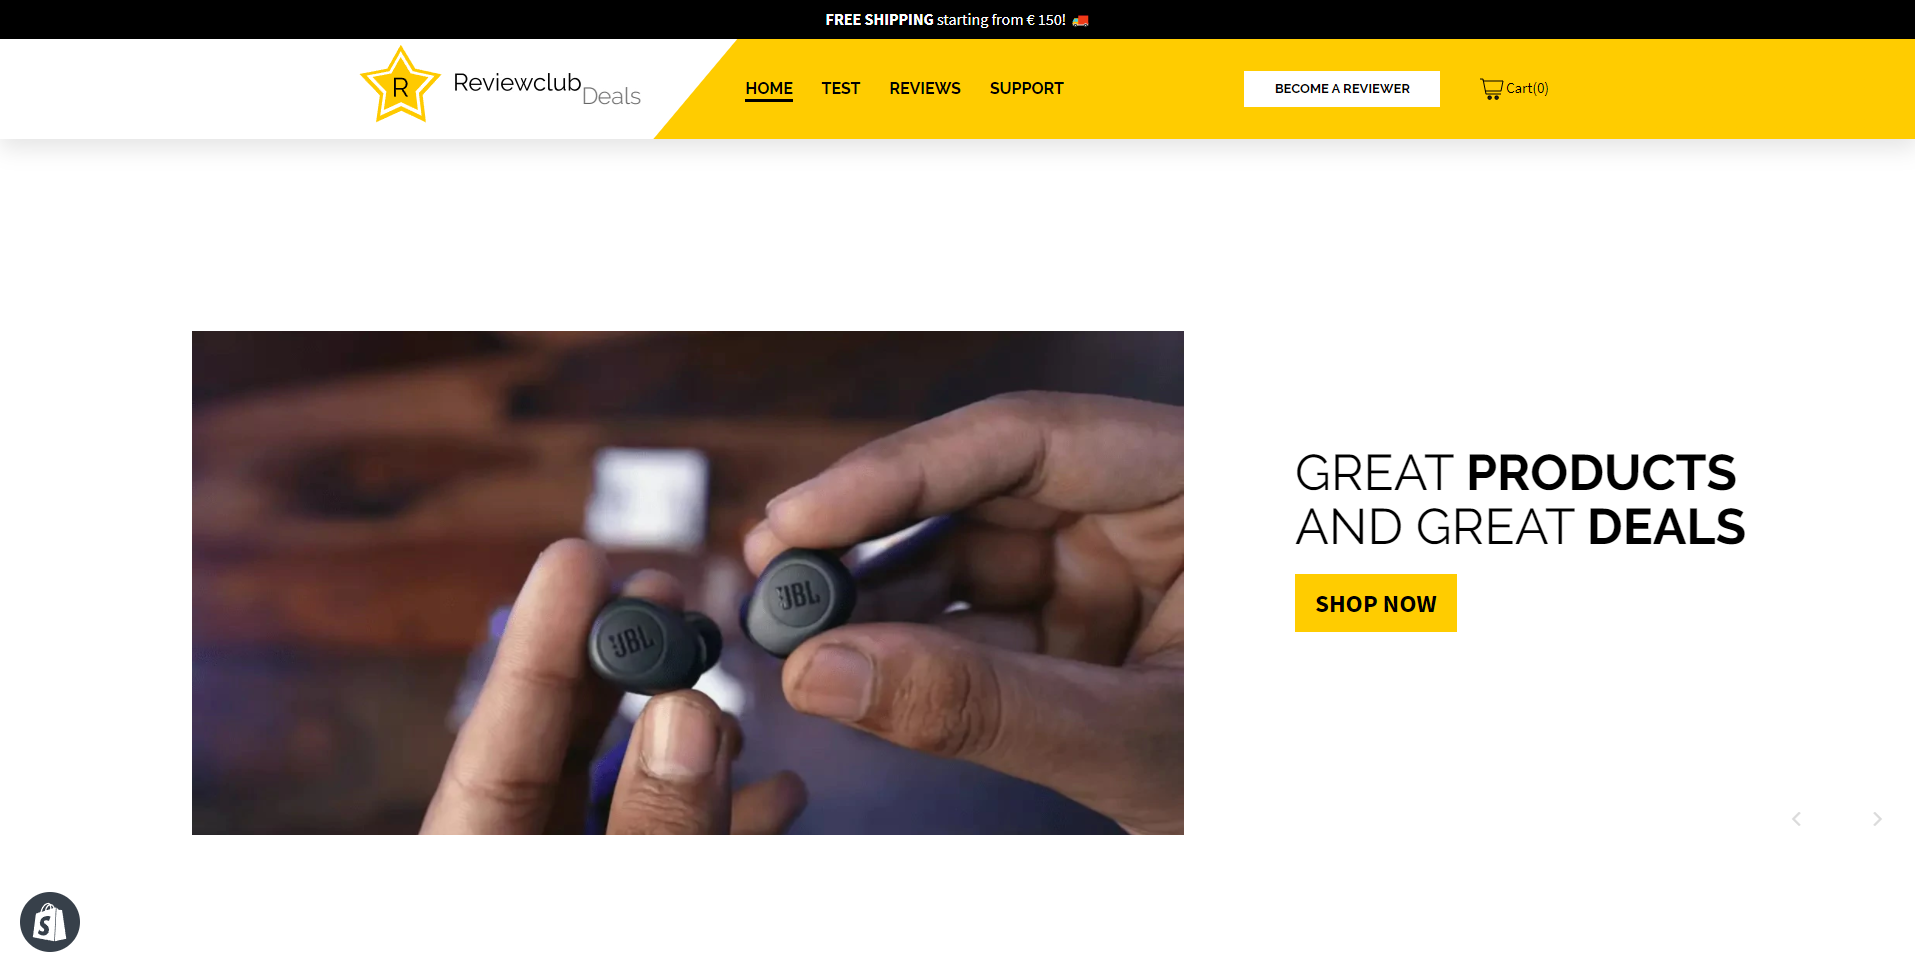 FREE SHIPPING starting from € 150! 🚚
R
Reviewclub
Deals
HOME TEST REVIEWS SUPPORT
BECOME A REVIEWER
Cart(0)
GREAT PRODUCTS
AND GREAT DEALS
SHOP NOW
JBL
JBL
S